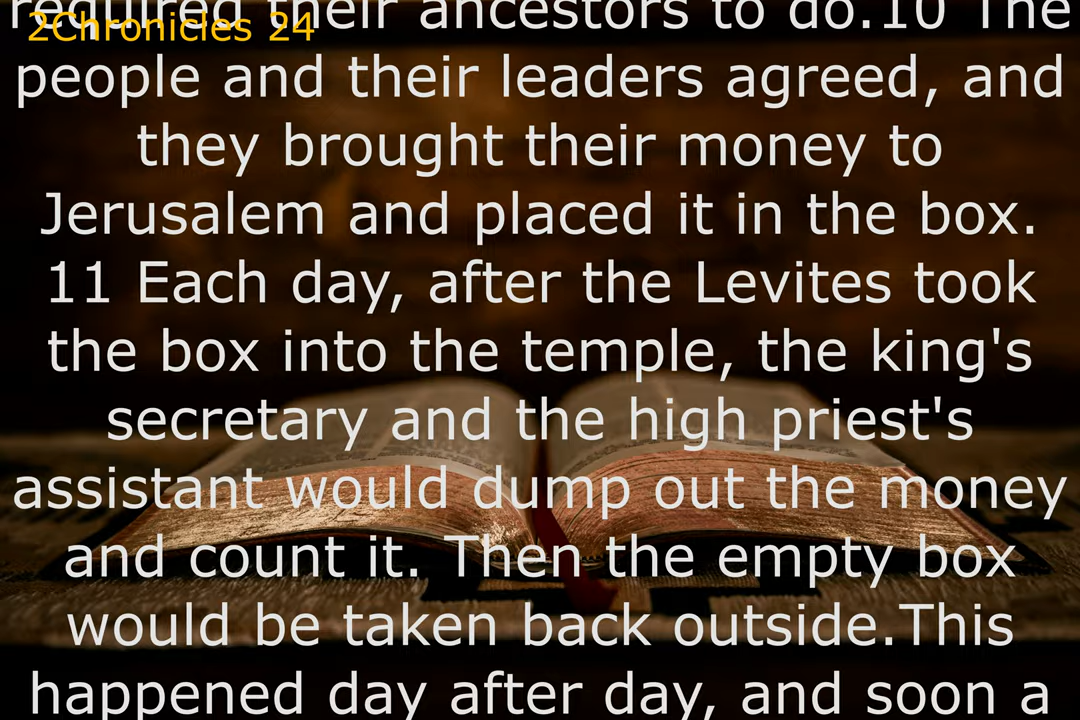 2Chronicles 24
required their ancestors to do.10 The
people and their leaders agreed, and
they brought their money to
Jerusalem and placed it in the box.
11 Each day, after the Levites took
the box into the temple, the king's
secretary and the high priest's
assistant would dump out the money
and count it. Then the empty box
would be taken back outside.This
happened day after day, and soon a